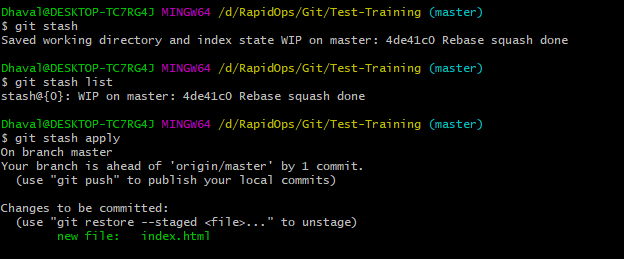 Dhaval@DESKTOP-TC7RG4J MINGW64 /d/RapidOps/Git/Test-Training (master)
$ git stash
Saved working directory and index state WIP on master: 4de41c0 Rebase squash done
Dhaval@DESKTOP-TC7RG4J MINGW64 /d/RapidOps/Git/Test-Training (master)
$ git stash list
stash@{0}: WIP on master: 4de41c0 Rebase squash done
Dhaval@DESKTOP-TC7RG4J MINGW64 /d/RapidOps/Git/Test-Training (master)
$ git stash apply
On branch master
Your branch is ahead of 'origin/master' by 1 commit.
(use "git push" to publish your local commits)
Changes to be committed:
(use "git restore --staged <file>..." to unstage)
new file: index.html